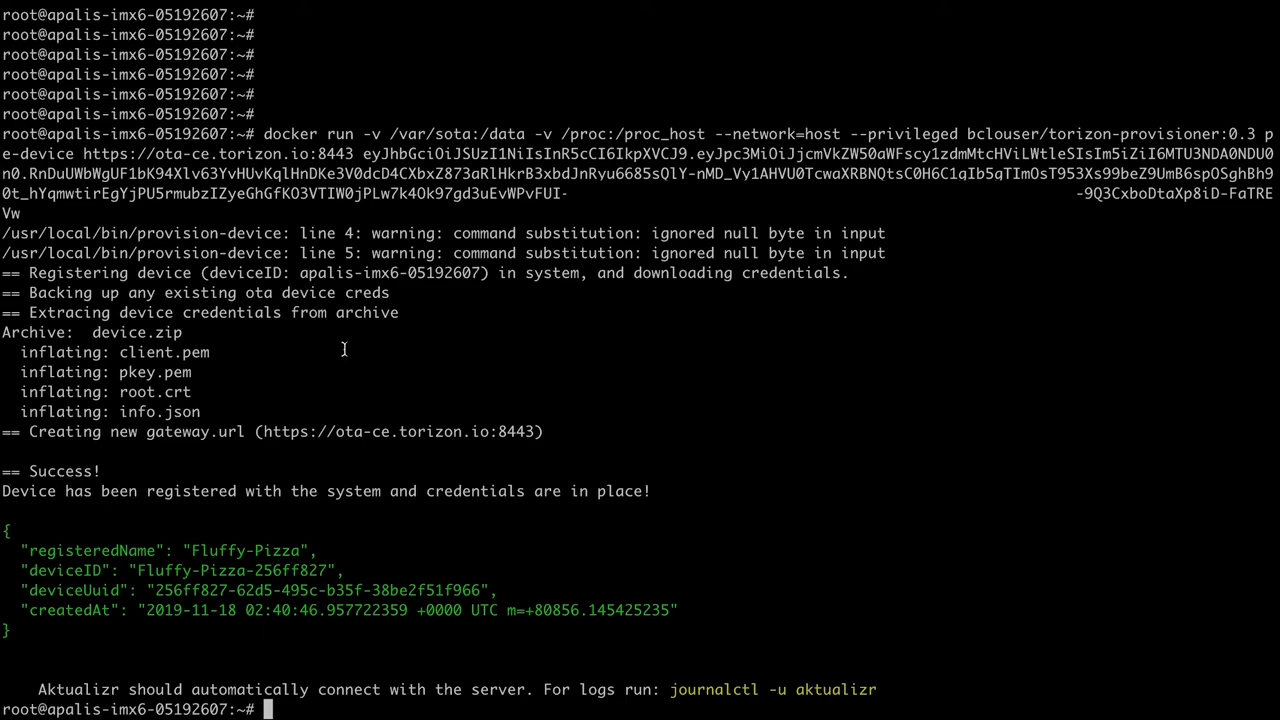 root@apalis-imx6-05192607:~#
root@apalis-imx6-05192607:~#
root@apalis-imx6-05192607:~#
root@apalis-imx6-05192607:~#
root@apalis-imx6-05192607:~#
root@apalis-imx6-05192607:~#
root@apalis-imx6-05192607:~# docker run -v /var/sota:/data -v /proc:/proc_host --network=host --privileged bclouser/torizon-provisioner:0.3 p
e-device https://ota-ce.torizon.io:8443 eyJhbGciOiJSUzI1NiIsInR5cCI6IkpXVCJ9.eyJpc3MiOiJjcmVkZW50aWFscy1zdmMtcHViLWtleSIsIm5iZiI6MTU3NDA0NDU0
n0.RnDuUWbWgUF1bK94Xlv63YvHUvKqlHnDKe3V0dcD4CXbxZ873aRlHkrB3xbdJnRyu6685sQlY-nMD_Vy1AHVU0TcwaXRBNQtsC0H6C1qIb5qTImOsT953Xs99beZ9UmB6spOSghBh9
0t_hYqmwtirEgYjPU5rmubzIZyeGhGfKO3VTIW0jPLw7k4Ok97gd3uEvWPvFUI- -9Q3CxboDtaXp8iD-FaTRE
Vw
/usr/local/bin/provision-device: line 4: warning: command substitution: ignored null byte in input
/usr/local/bin/provision-device: line 5: warning: command substitution: ignored null byte in input
== Registering device (deviceID: apalis-imx6-05192607) in system, and downloading credentials.
== Backing up any existing ota device creds
== Extracting device credentials from archive
Archive:  device.zip
  inflating: client.pem
  inflating: pkey.pem
  inflating: root.crt
  inflating: info.json
== Creating new gateway.url (https://ota-ce.torizon.io:8443)
== Success!
Device has been registered with the system and credentials are in place!
{
  "registeredName": "Fluffy-Pizza",
  "deviceID": "Fluffy-Pizza-256ff827",
  "deviceUuid": "256ff827-62d5-495c-b35f-38be2f51f966",
  "createdAt": "2019-11-18 02:40:46.957722359 +0000 UTC m=+80856.145425235"
}
    Aktualizr should automatically connect with the server. For logs run: journalctl -u aktualizr
root@apalis-imx6-05192607:~#